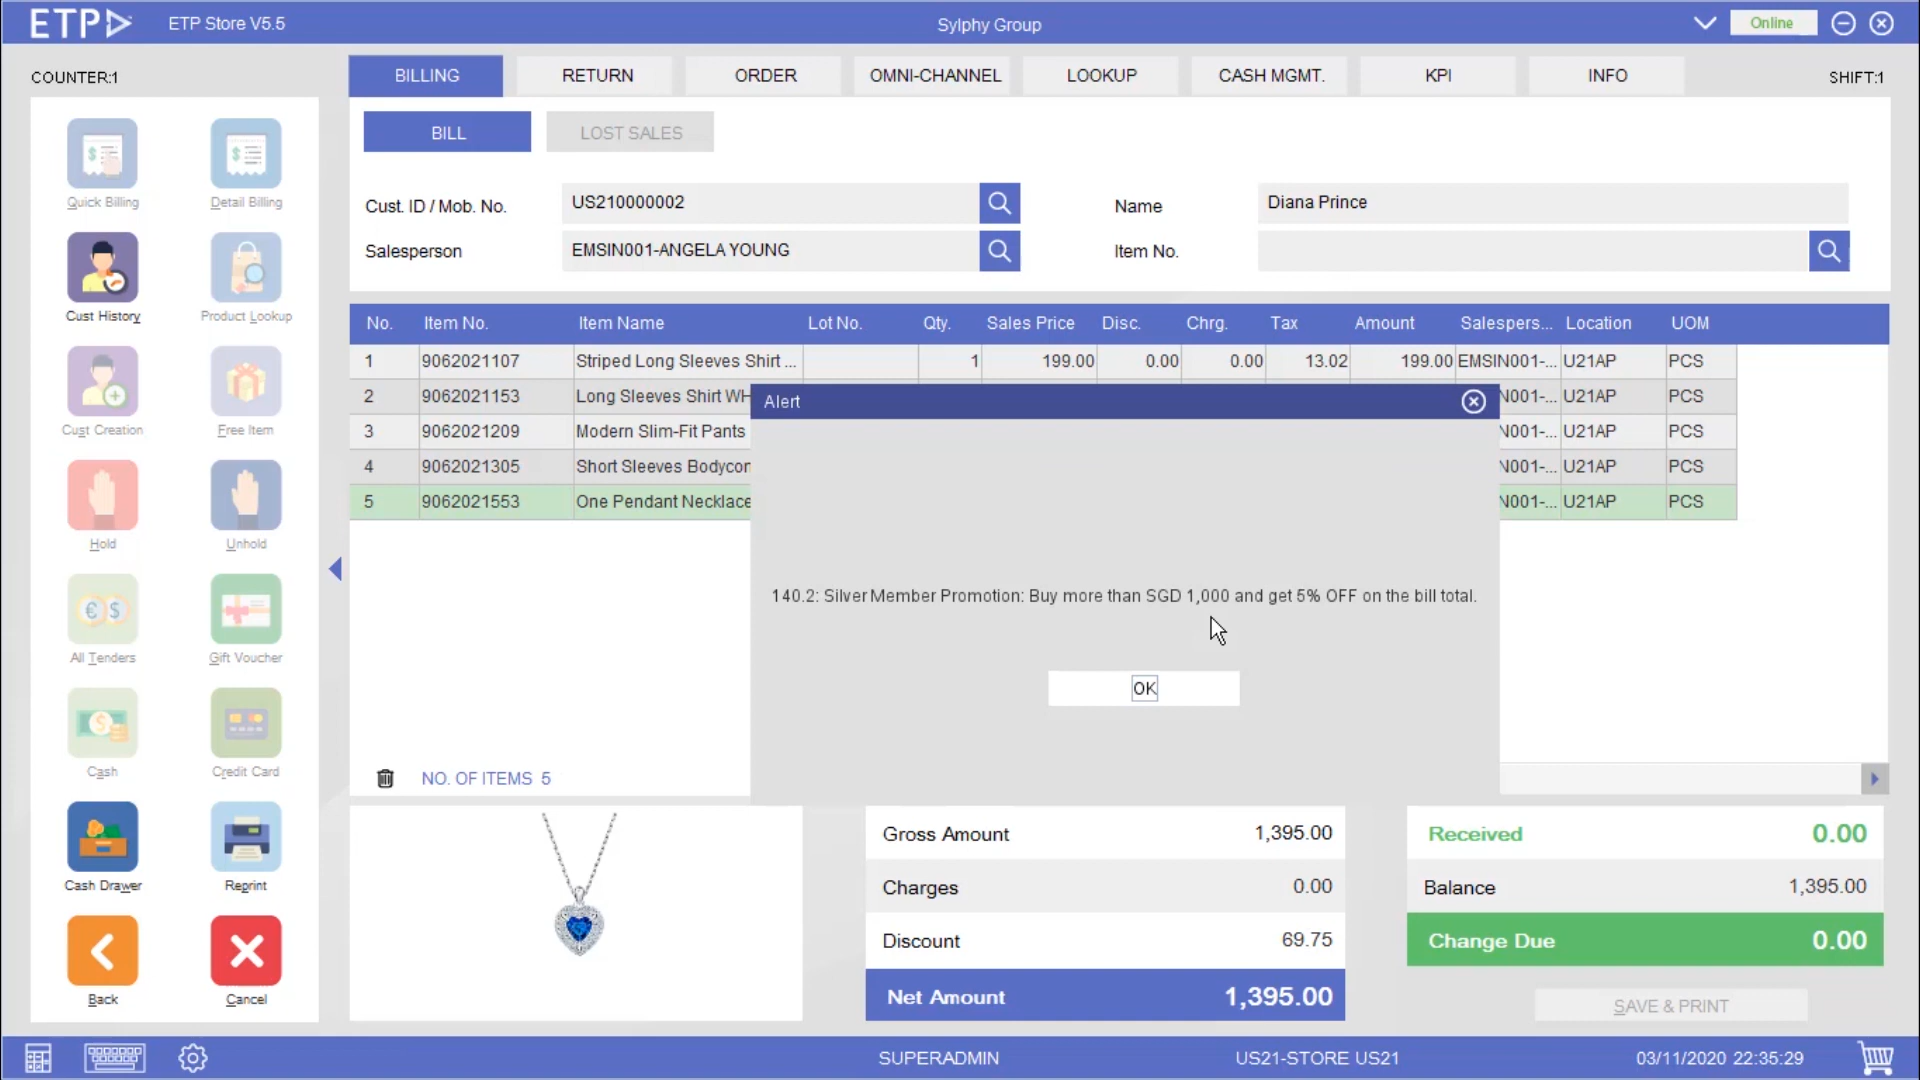 ETP
ETP Store V5.5
Sylphy Group
Online
COUNTER:1
BILLING
RETURN
ORDER
OMNI-CHANNEL
LOOKUP
CASH MGMT.
KPI
INFO
SHIFT:1
BILL
LOST SALES
Quick Billing
Detail Billing
Cust History
Product Lookup
Cust Creation
Free Item
Hold
Unhold
All Tenders
Gift Voucher
Cash
Credit Card
Cash Drawer
Reprint
Back
Cancel
Cust. ID / Mob. No.
US210000002
Name
Diana Prince
Salesperson
EMSIN001-ANGELA YOUNG
Item No.
No. Item No. Item Name Lot No. Qty. Sales Price Disc. Chrg. Tax Amount Salespers... Location UOM
1 9062021107 Striped Long Sleeves Shirt ... 1 199.00 0.00 0.00 13.02 199.00 EMSIN001-... U21AP PCS
2 9062021153 Long Sleeves Shirt WH N001-... U21AP PCS
3 9062021209 Modern Slim-Fit Pants N001-... U21AP PCS
4 9062021305 Short Sleeves Bodycon N001-... U21AP PCS
5 9062021553 One Pendant Necklace N001-... U21AP PCS
Alert
140.2: Silver Member Promotion: Buy more than SGD 1,000 and get 5% OFF on the bill total.
OK
NO. OF ITEMS 5
Gross Amount 1,395.00
Charges 0.00
Discount 69.75
Net Amount 1,395.00
Received 0.00
Balance 1,395.00
Change Due 0.00
SAVE & PRINT
SUPERADMIN
US21-STORE US21
03/11/2020 22:35:29